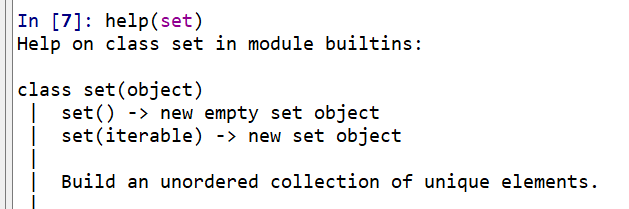 In [7]: help(set)
Help on class set in module builtins:
class set(object)
|  set() -> new empty set object
|  set(iterable) -> new set object
|
|  Build an unordered collection of unique elements.
|